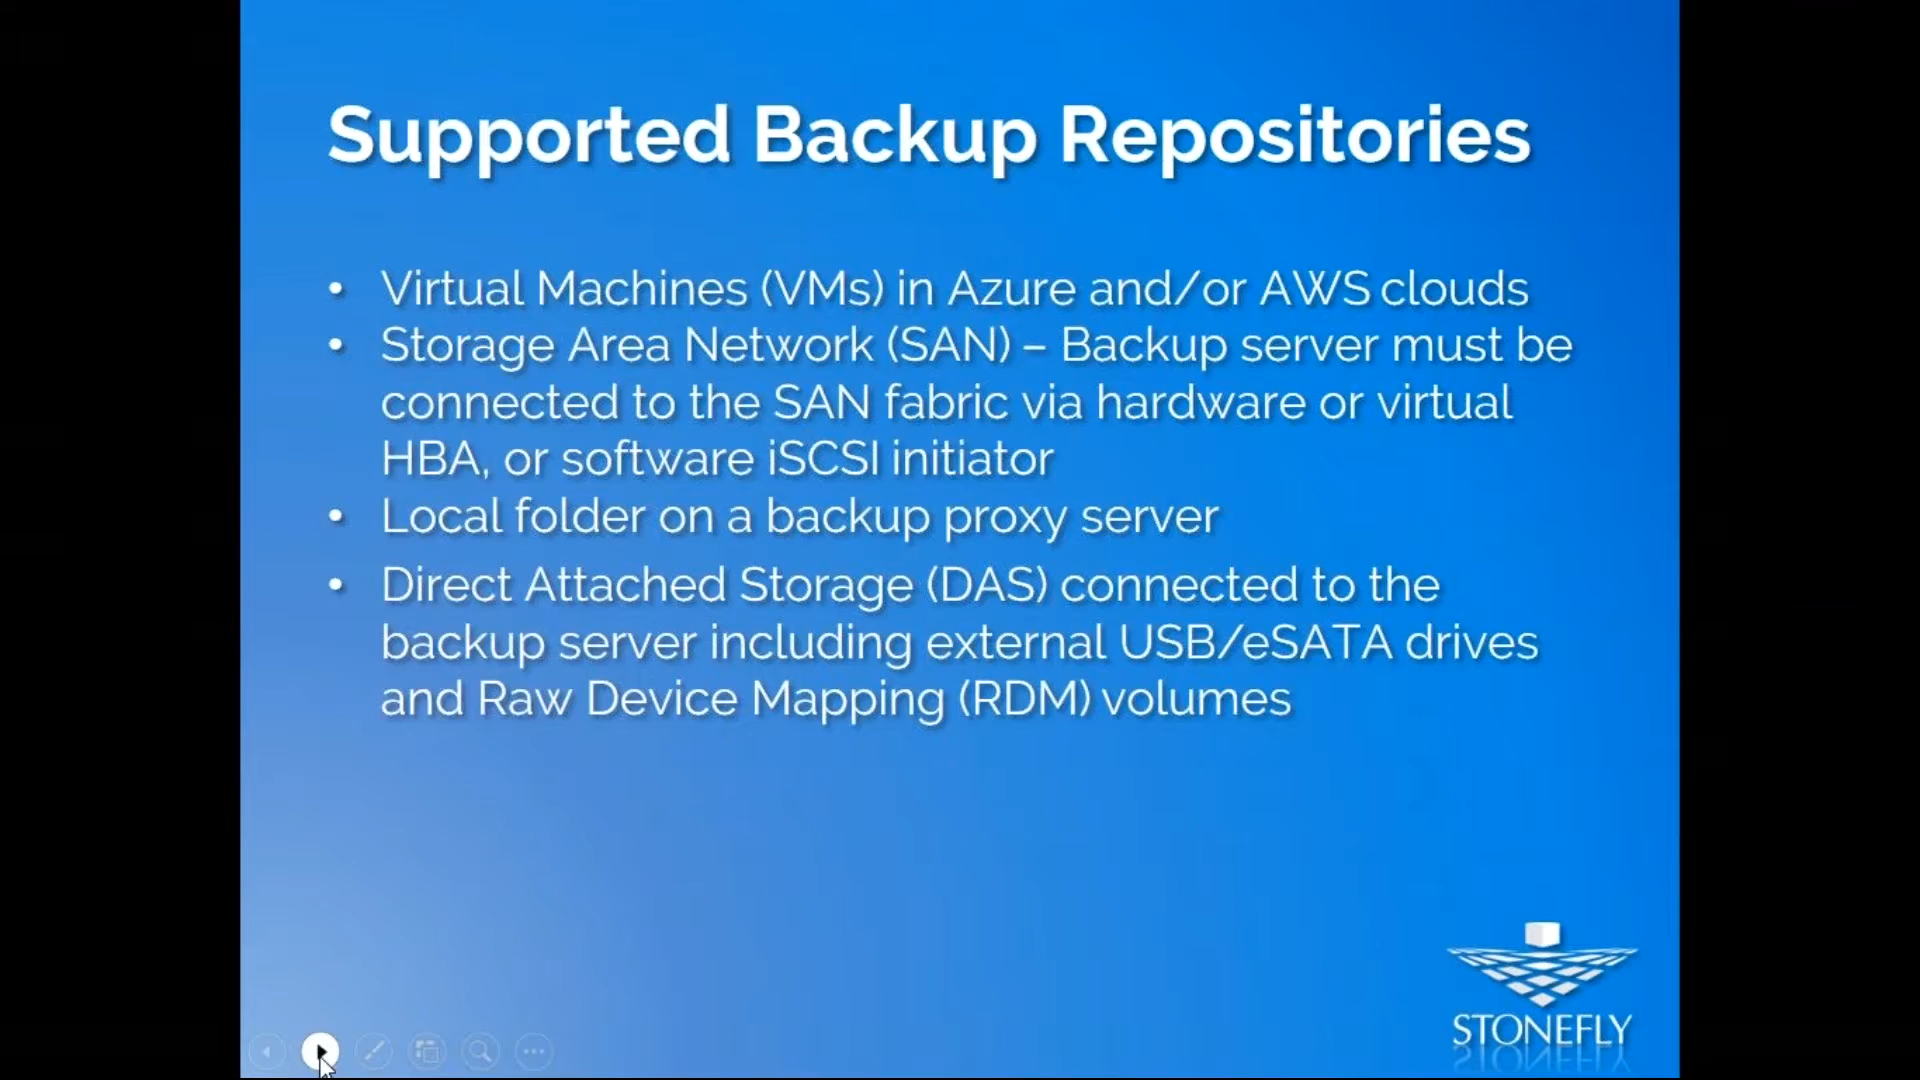 Supported Backup Repositories
• Virtual Machines (VMs) in Azure and/or AWS clouds
• Storage Area Network (SAN) – Backup server must be
connected to the SAN fabric via hardware or virtual
HBA, or software iSCSI initiator
• Local folder on a backup proxy server
• Direct Attached Storage (DAS) connected to the
backup server including external USB/eSATA drives
and Raw Device Mapping (RDM) volumes
STONEFLY